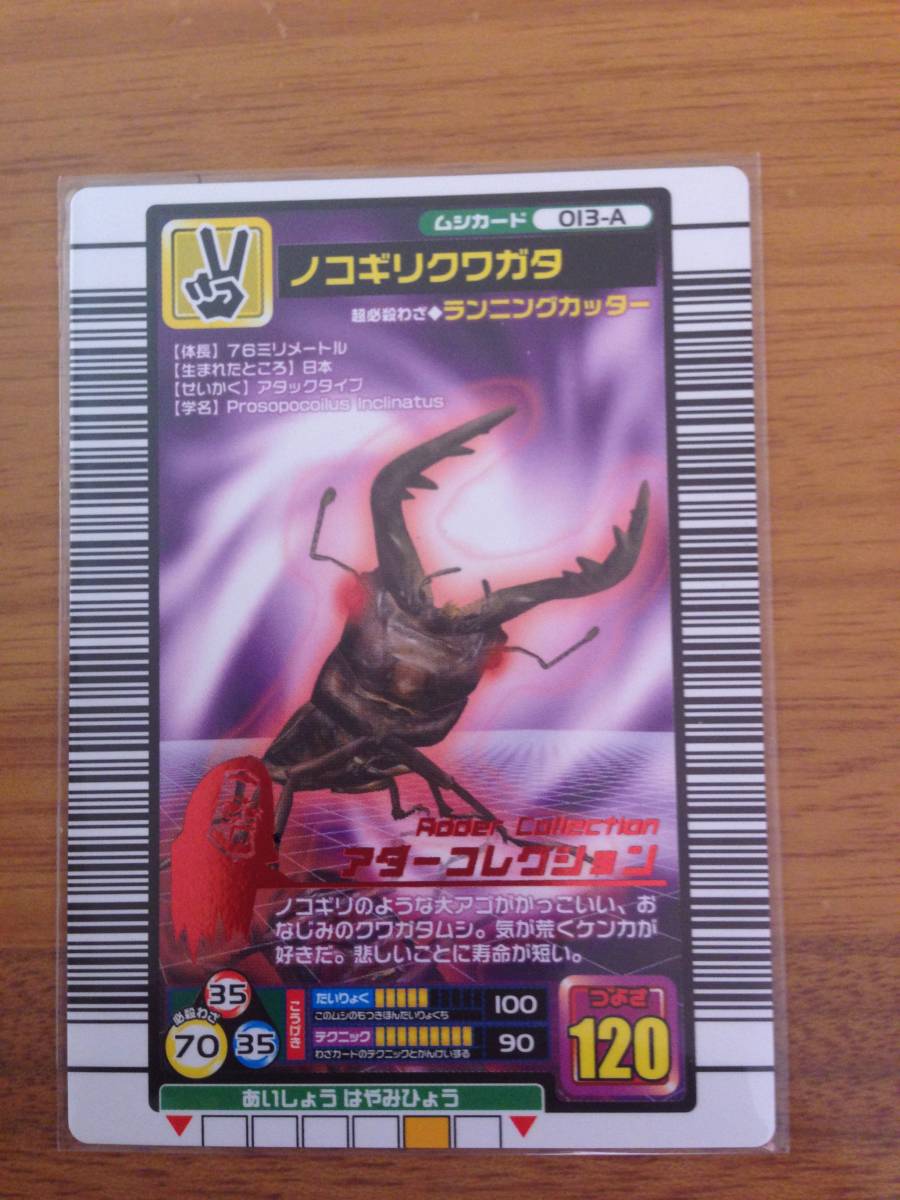 ムシカード 013-A
ノコギリクワガタ
超必殺わざ◆ランニングカッター
【体長】76ミリメートル
【生まれたところ】日本
【せいかく】アタックタイプ
【学名】Prosopocoilus Inclinatus
Adder Collection
アダーコレクション
ノコギリのような大アゴがかっこいい、お
なじみのクワガタムシ。気が荒くケンカが
好きだ。悲しいことに寿命が短い。
35
必殺わざ
70
35
こうげき
たいりょく 100
このムシのもつきほんたいりょくち
テクニック 90
わざカードのテクニックとかんけいする
つよさ
120
あいしょう はやみひょう